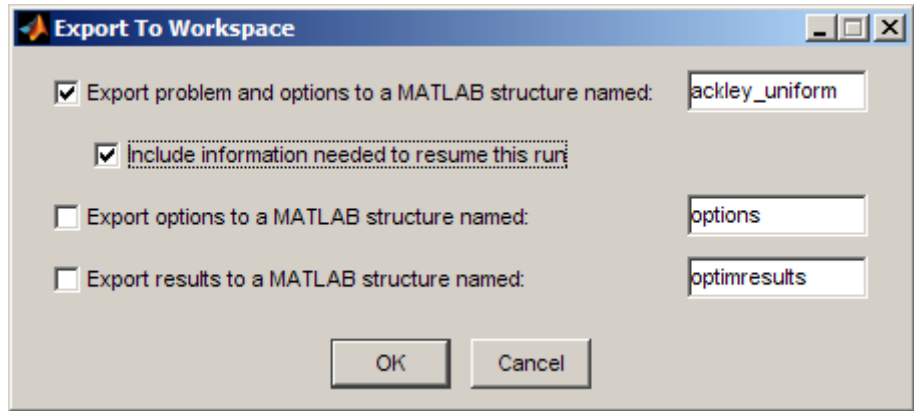 Export To Workspace
Export problem and options to a MATLAB structure named: ackley_uniform
Include information needed to resume this run
Export options to a MATLAB structure named: options
Export results to a MATLAB structure named: optimresults
OK Cancel